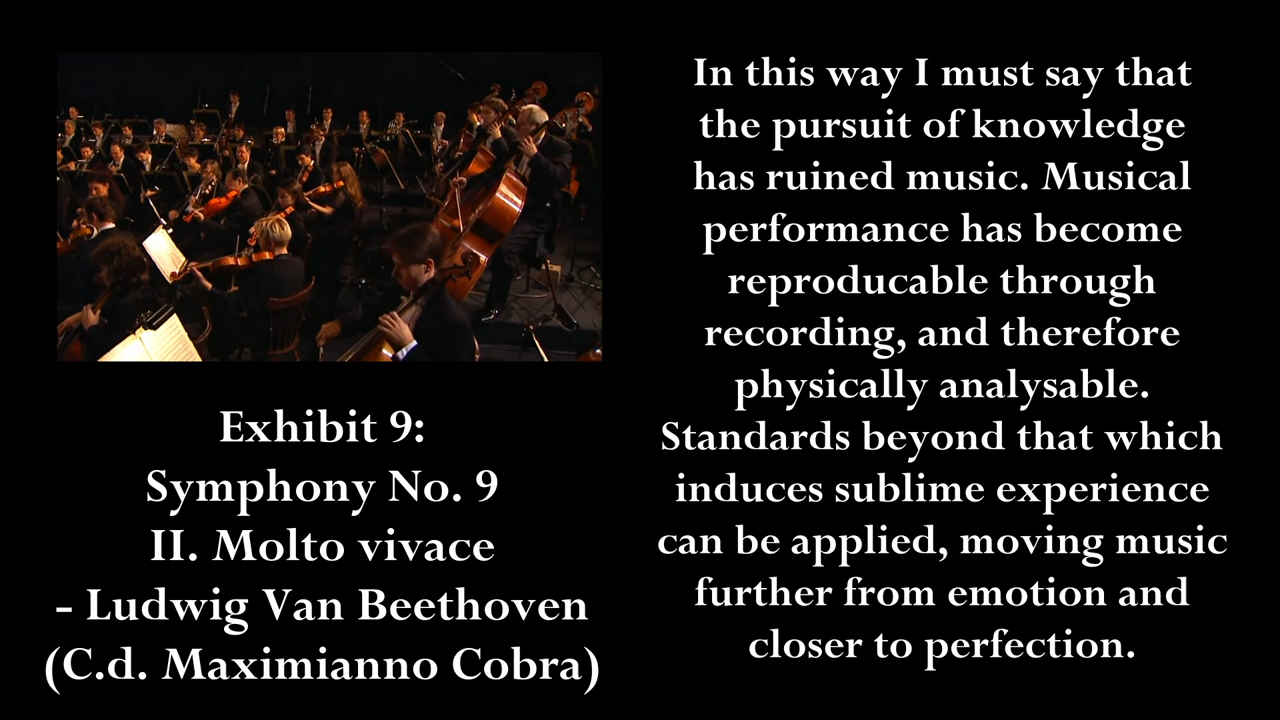 Exhibit 9:
Symphony No. 9
II. Molto vivace
- Ludwig Van Beethoven
(C.d. Maximianno Cobra)
In this way I must say that
the pursuit of knowledge
has ruined music. Musical
performance has become
reproducable through
recording, and therefore
physically analysable.
Standards beyond that which
induces sublime experience
can be applied, moving music
further from emotion and
closer to perfection.